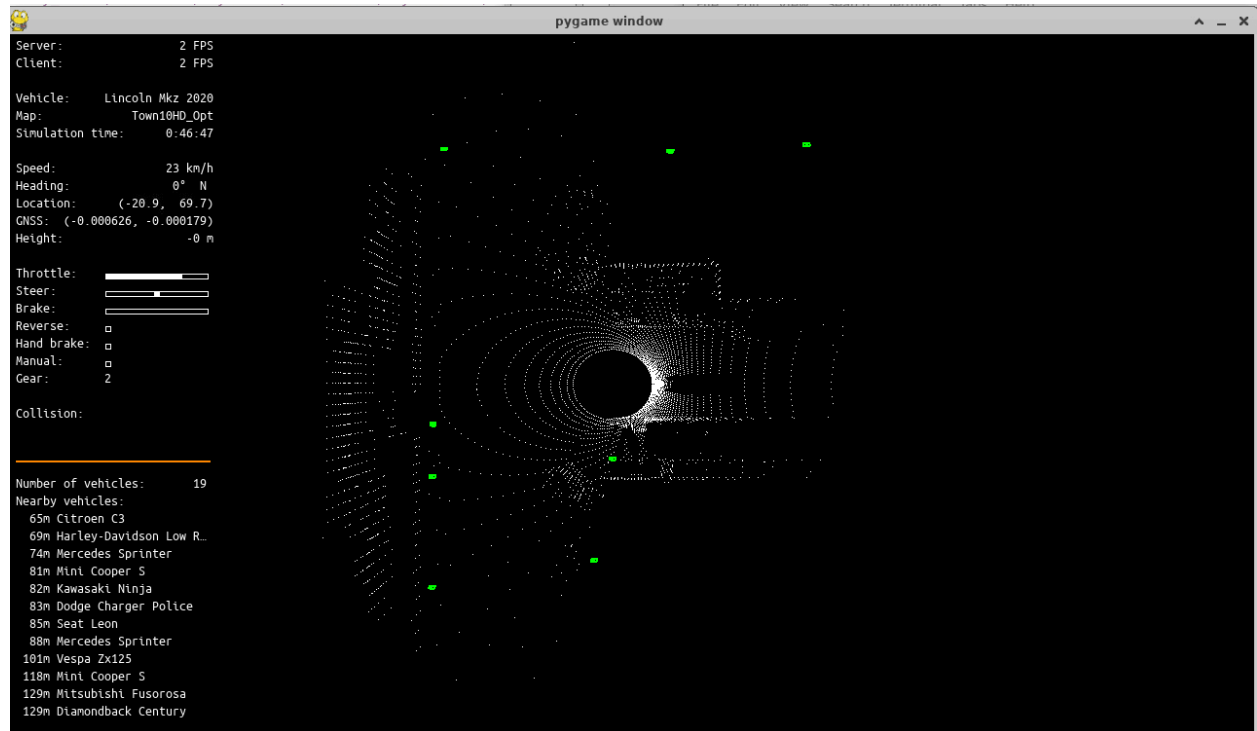 pygame window
Server: 2 FPS
Client: 2 FPS
Vehicle: Lincoln Mkz 2020
Map: Town10HD_Opt
Simulation time: 0:46:47
Speed: 23 km/h
Heading: 0° N
Location: (-20.9, 69.7)
GNSS: (-0.000626, -0.000179)
Height: -0 m
Throttle:
Steer:
Brake:
Reverse:
Hand brake:
Manual:
Gear: 2
Collision:
Number of vehicles: 19
Nearby vehicles:
65m Citroen C3
69m Harley-Davidson Low R…
74m Mercedes Sprinter
81m Mini Cooper S
82m Kawasaki Ninja
83m Dodge Charger Police
85m Seat Leon
88m Mercedes Sprinter
101m Vespa Zx125
118m Mini Cooper S
129m Mitsubishi Fusorosa
129m Diamondback Century